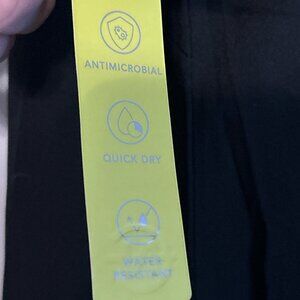 ANTIMICROBIAL
QUICK DRY
WATER
RESISTANT